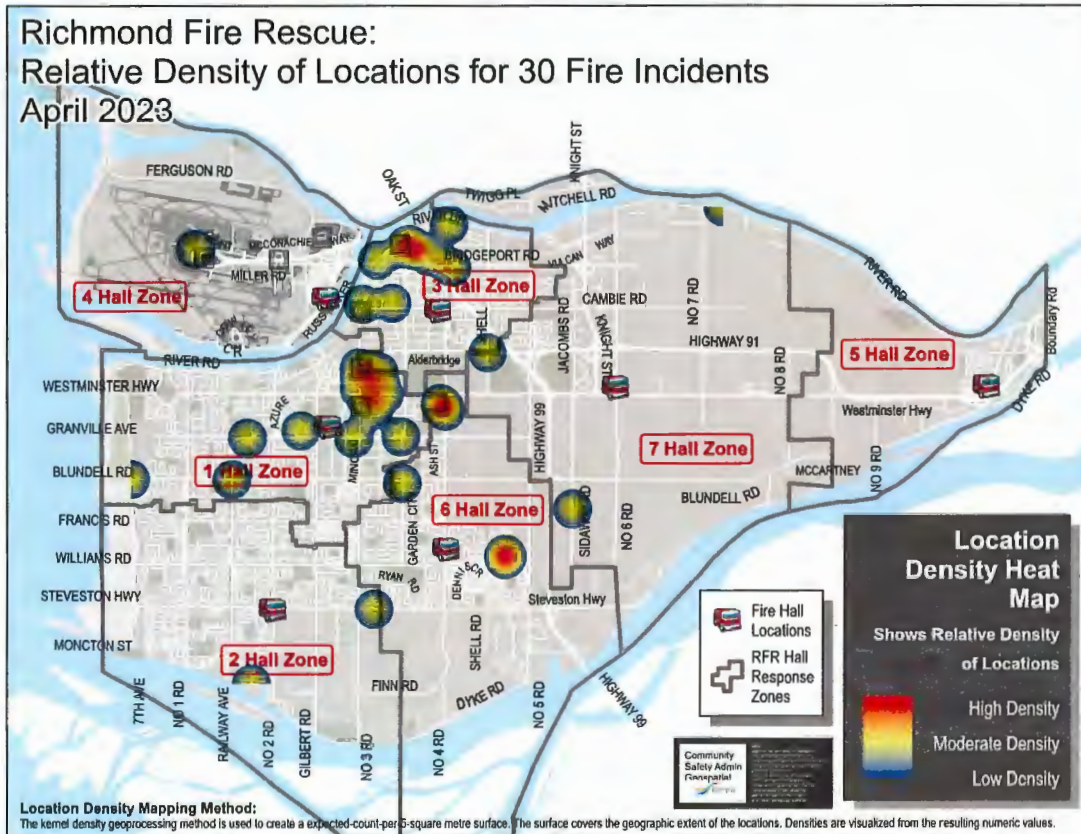 Richmond Fire Rescue:
Relative Density of Locations for 30 Fire Incidents
April 2023
FERGUSON RD
OAK ST
TWIGG PL
KNIGHT ST
MITCHELL RD
MCCONACHIE WAY
MILLER RD
BRIDGEPORT RD
VULCAN WAY
4 Hall Zone
3 Hall Zone
CAMBIE RD
NO 7 RD
RIVER RD
Boundary Rd
RIVER RD
Alderbridge
JACOBMS RD
KNIGHT ST
HIGHWAY 91
NO 8 RD
5 Hall Zone
DYKE RD
WESTMINSTER HWY
Westminster Hwy
AZURE
GRANVILLE AVE
ASH ST
HIGHWAY 99
7 Hall Zone
BLUNDELL RD
1 Hall Zone
MCCARTNEY
NO 9 RD
BLUNDELL RD
FRANCIS RD
6 Hall Zone
NO 6 RD
WILLIAMS RD
RYAN RD
STEVESTON HWY
Steveston Hwy
MONCTON ST
2 Hall Zone
SHELL RD
FINN RD
DYKE RD
7TH AVE
NO 1 RD
RAILWAY AVE
NO 2 RD
GILBERT RD
NO 3 RD
NO 4 RD
NO 5 RD
HIGHWAY 99
Fire Hall
Locations
RFR Hall
Response
Zones
Community
Safety Admin
Geospatial
Location
Density Heat
Map
Shows Relative Density
of Locations
High Density
Moderate Density
Low Density
Location Density Mapping Method:
The kernel density geoprocessing method is used to create a expected-count-per-5-square metre surface. The surface covers the geographic extent of the locations. Densities are visualized from the resulting numeric values.